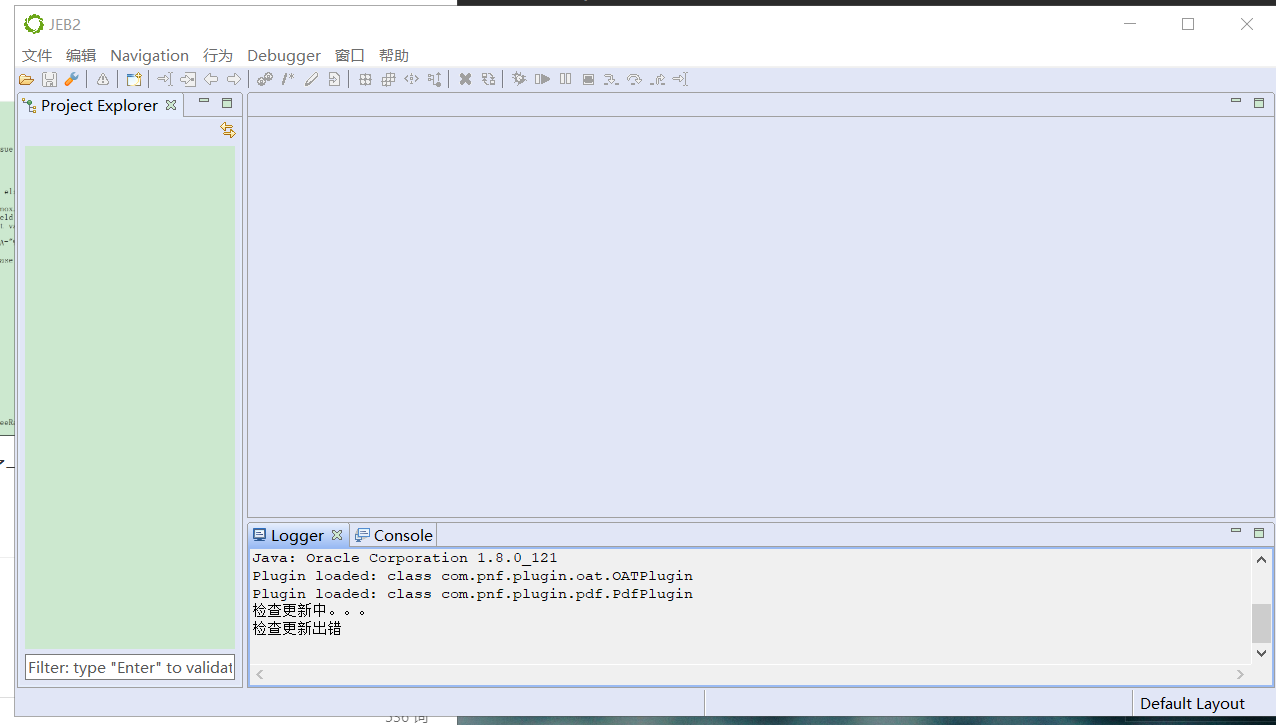 JEB2
文件 编辑 Navigation 行为 Debugger 窗口 帮助
Project Explorer
Logger Console
Java: Oracle Corporation 1.8.0_121
Plugin loaded: class com.pnf.plugin.oat.OATPlugin
Plugin loaded: class com.pnf.plugin.pdf.PdfPlugin
检查更新中。。。
检查更新出错
Filter: type "Enter" to validat
Default Layout